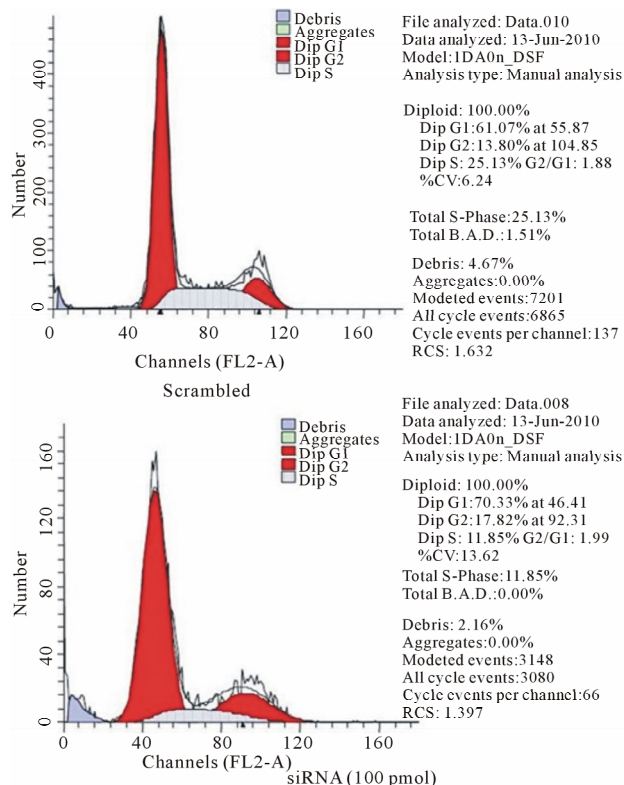 Debris
Aggregates
Dip G1
Dip G2
Dip S
File analyzed: Data.010
Data analyzed: 13-Jun-2010
Model:1DA0n_DSF
Analysis type: Manual analysis
Diploid: 100.00%
Dip G1:61.07% at 55.87
Dip G2:13.80% at 104.85
Dip S: 25.13% G2/G1: 1.88
%CV:6.24
Total S-Phase:25.13%
Total B.A.D.:1.51%
Debris: 4.67%
Aggregates:0.00%
Modeted events:7201
All cycle events:6865
Cycle events per channel:137
RCS: 1.632
Number
400
300
200
100
0
0 40 80 120 160
Channels (FL2-A)
Scrambled
Debris
Aggregates
Dip G1
Dip G2
Dip S
File analyzed: Data.008
Data analyzed: 13-Jun-2010
Model:1DA0n_DSF
Analysis type: Manual analysis
Diploid: 100.00%
Dip G1:70.33% at 46.41
Dip G2:17.82% at 92.31
Dip S: 11.85% G2/G1: 1.99
%CV:13.62
Total S-Phase:11.85%
Total B.A.D.:0.00%
Debris: 2.16%
Aggregates:0.00%
Modeted events:3148
All cycle events:3080
Cycle events per channel:66
RCS: 1.397
Number
160
120
80
40
0
0 40 80 120 160
Channels (FL2-A)
siRNA (100 pmol)